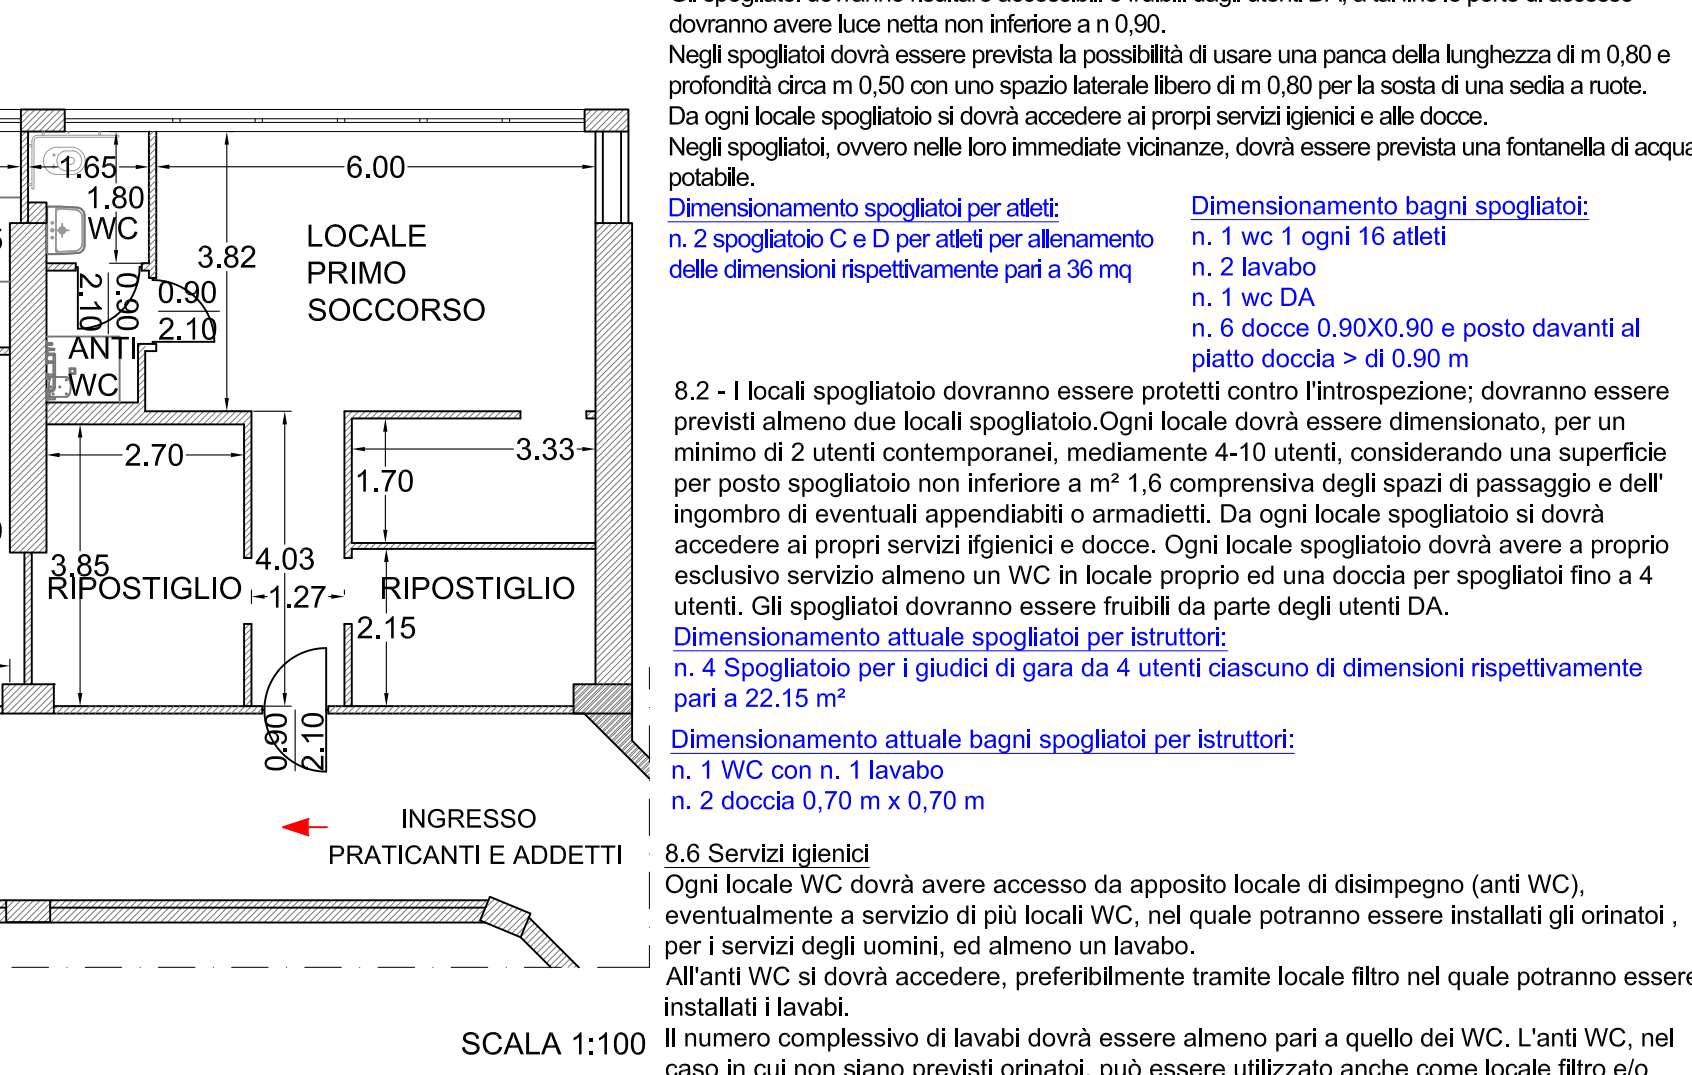 dovranno avere luce netta non inferiore a n 0,90.
Negli spogliatoi dovrà essere prevista la possibilità di usare una panca della lunghezza di m 0,80 e
profondità circa m 0,50 con uno spazio laterale libero di m 0,80 per la sosta di una sedia a ruote.
Da ogni locale spogliatoio si dovrà accedere ai prorpi servizi igienici e alle docce.
Negli spogliatoi, ovvero nelle loro immediate vicinanze, dovrà essere prevista una fontanella di acqua
potabile.
Dimensionamento spogliatoi per atleti:
n. 2 spogliatoio C e D per atleti per allenamento
delle dimensioni rispettivamente pari a 36 mq
Dimensionamento bagni spogliatoi:
n. 1 wc 1 ogni 16 atleti
n. 2 lavabo
n. 1 wc DA
n. 6 docce 0.90X0.90 e posto davanti al
piatto doccia > di 0.90 m
8.2 - I locali spogliatoio dovranno essere protetti contro l'introspezione; dovranno essere
previsti almeno due locali spogliatoio.Ogni locale dovrà essere dimensionato, per un
minimo di 2 utenti contemporanei, mediamente 4-10 utenti, considerando una superficie
per posto spogliatoio non inferiore a m² 1,6 comprensiva degli spazi di passaggio e dell'
ingombro di eventuali appendiabiti o armadietti. Da ogni locale spogliatoio si dovrà
accedere ai propri servizi ifgienici e docce. Ogni locale spogliatoio dovrà avere a proprio
esclusivo servizio almeno un WC in locale proprio ed una doccia per spogliatoi fino a 4
utenti. Gli spogliatoi dovranno essere fruibili da parte degli utenti DA.
Dimensionamento attuale spogliatoi per istruttori:
n. 4 Spogliatoio per i giudici di gara da 4 utenti ciascuno di dimensioni rispettivamente
pari a 22.15 m²
Dimensionamento attuale bagni spogliatoi per istruttori:
n. 1 WC con n. 1 lavabo
n. 2 doccia 0,70 m x 0,70 m
8.6 Servizi igienici
Ogni locale WC dovrà avere accesso da apposito locale di disimpegno (anti WC),
eventualmente a servizio di più locali WC, nel quale potranno essere installati gli orinatoi ,
per i servizi degli uomini, ed almeno un lavabo.
All'anti WC si dovrà accedere, preferibilmente tramite locale filtro nel quale potranno essere
installati i lavabi.
Il numero complessivo di lavabi dovrà essere almeno pari a quello dei WC. L'anti WC, nel
caso in cui non siano previsti orinatoi, può essere utilizzato anche come locale filtro e/o
1.65
6.00
1.80
WC
LOCALE
PRIMO
SOCCORSO
3.82
0.90
2.10
0.90
2.10
ANTI
WC
2.70
3.33
1.70
3.85
4.03
RIPOSTIGLIO
1.27
RIPOSTIGLIO
2.15
0.90
2.10
INGRESSO
PRATICANTI E ADDETTI
SCALA 1:100